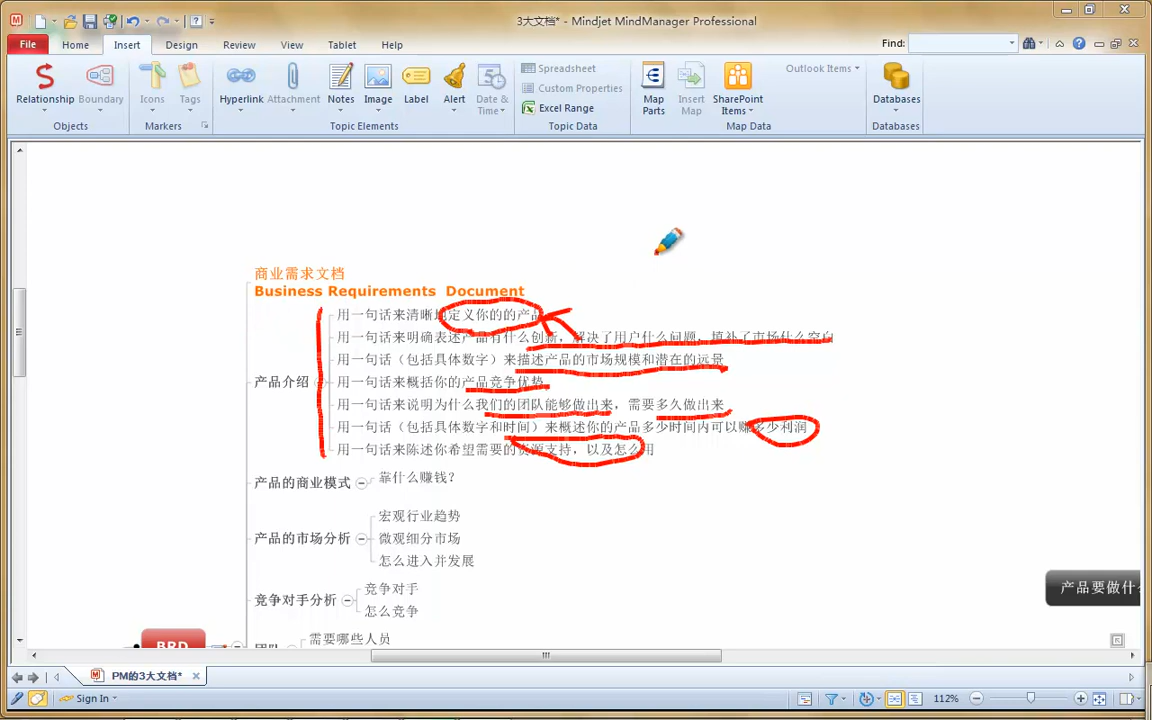 3大文档* - Mindjet MindManager Professional
File Home Insert Design Review View Tablet Help Find:
Relationship Boundary Icons Tags Hyperlink Attachment Notes Image Label Alert Date & Time Spreadsheet Custom Properties Excel Range Map Parts Insert Map SharePoint Items Outlook Items Databases
Objects Markers Topic Elements Topic Data Map Data Databases
商业需求文档
Business Requirements Document
用一句话来清晰地定义你的的产品
用一句话来明确表述产品有什么创新，解决了用户什么问题，填补了市场什么空白
用一句话（包括具体数字）来描述产品的市场规模和潜在的远景
产品介绍
用一句话来概括你的产品竞争优势
用一句话来说明为什么我们的团队能够做出来，需要多久做出来
用一句话（包括具体数字和时间）来概述你的产品多少时间内可以赚多少利润
用一句话来陈述你希望需要的资源支持，以及怎么用
产品的商业模式 靠什么赚钱？
宏观行业趋势
产品的市场分析 微观细分市场
怎么进入并发展
竞争对手
竞争对手分析
怎么竞争
产品要做什
BRD
团队 需要哪些人员
PM的3大文档*
Sign In 112%